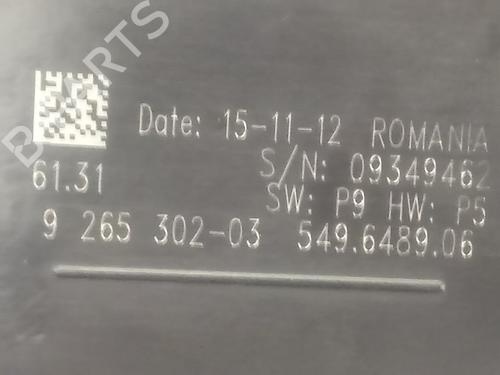 B-PARTS
Date: 15-11-12 ROMANIA
S/N: 09349462
61.31
SW: P9 HW: P5
9 265 302-03 549.6489.06